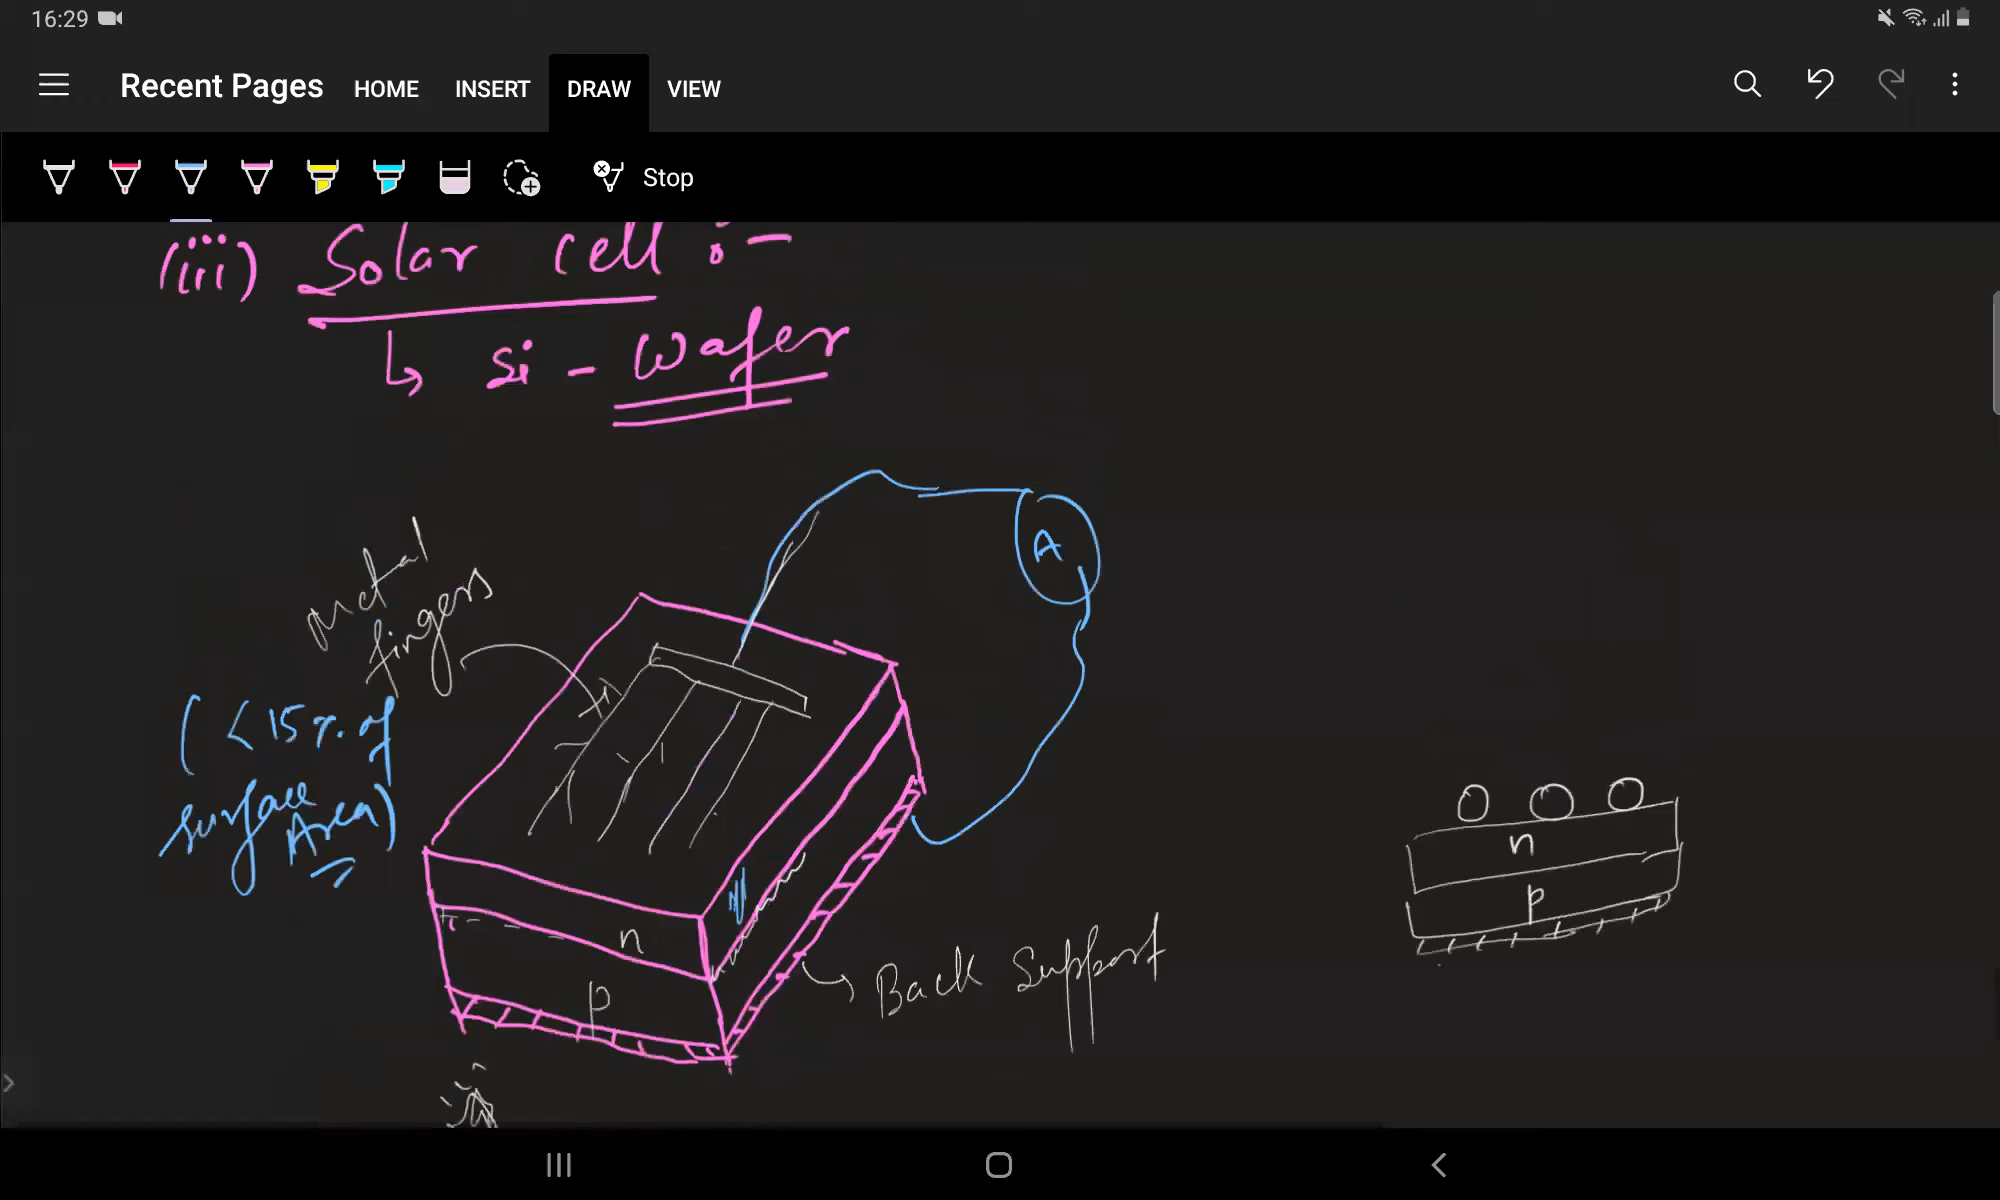 16:29
Recent Pages HOME INSERT DRAW VIEW
Stop
(iii) Solar cell :-
↳ si - wafer
A
Metal
fingers
( < 15 %. of
surface
Area)
n
p
Back Support
n
p